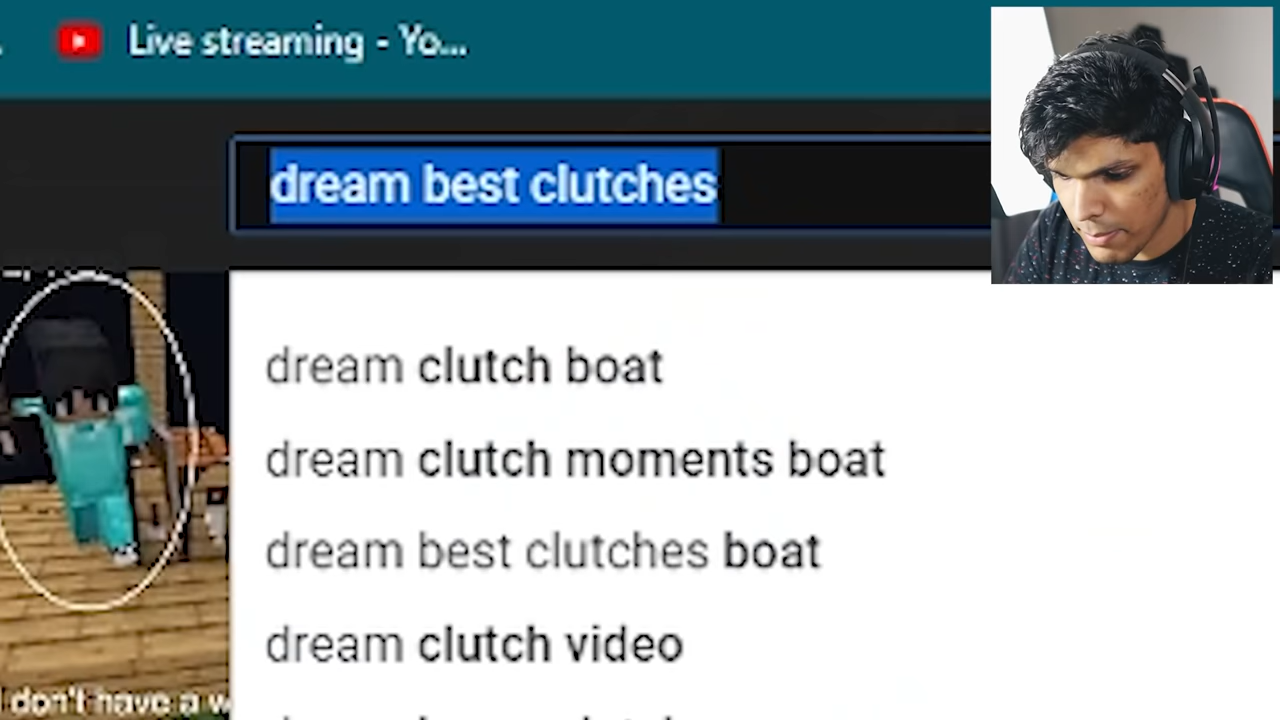 Live streaming - Yo...
dream best clutches
dream clutch boat
dream clutch moments boat
dream best clutches boat
dream clutch video
don't have a w